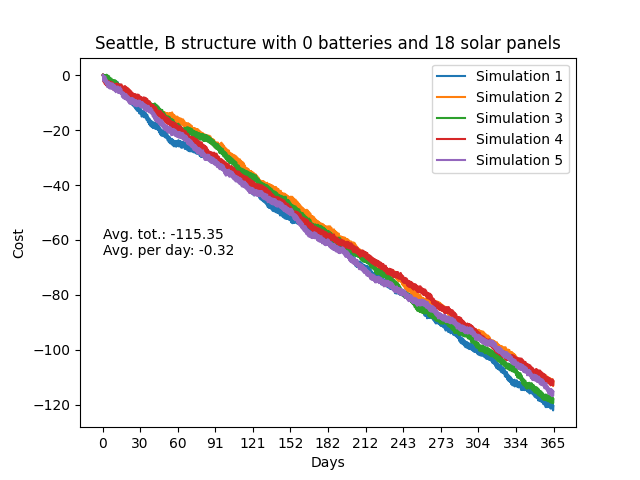 Seattle, B structure with 0 batteries and 18 solar panels
Simulation 1
Simulation 2
Simulation 3
Simulation 4
Simulation 5
Avg. tot.: -115.35
Avg. per day: -0.32
Cost
0
−20
−40
−60
−80
−100
−120
0 30 60 91 121 152 182 212 243 273 304 334 365
Days